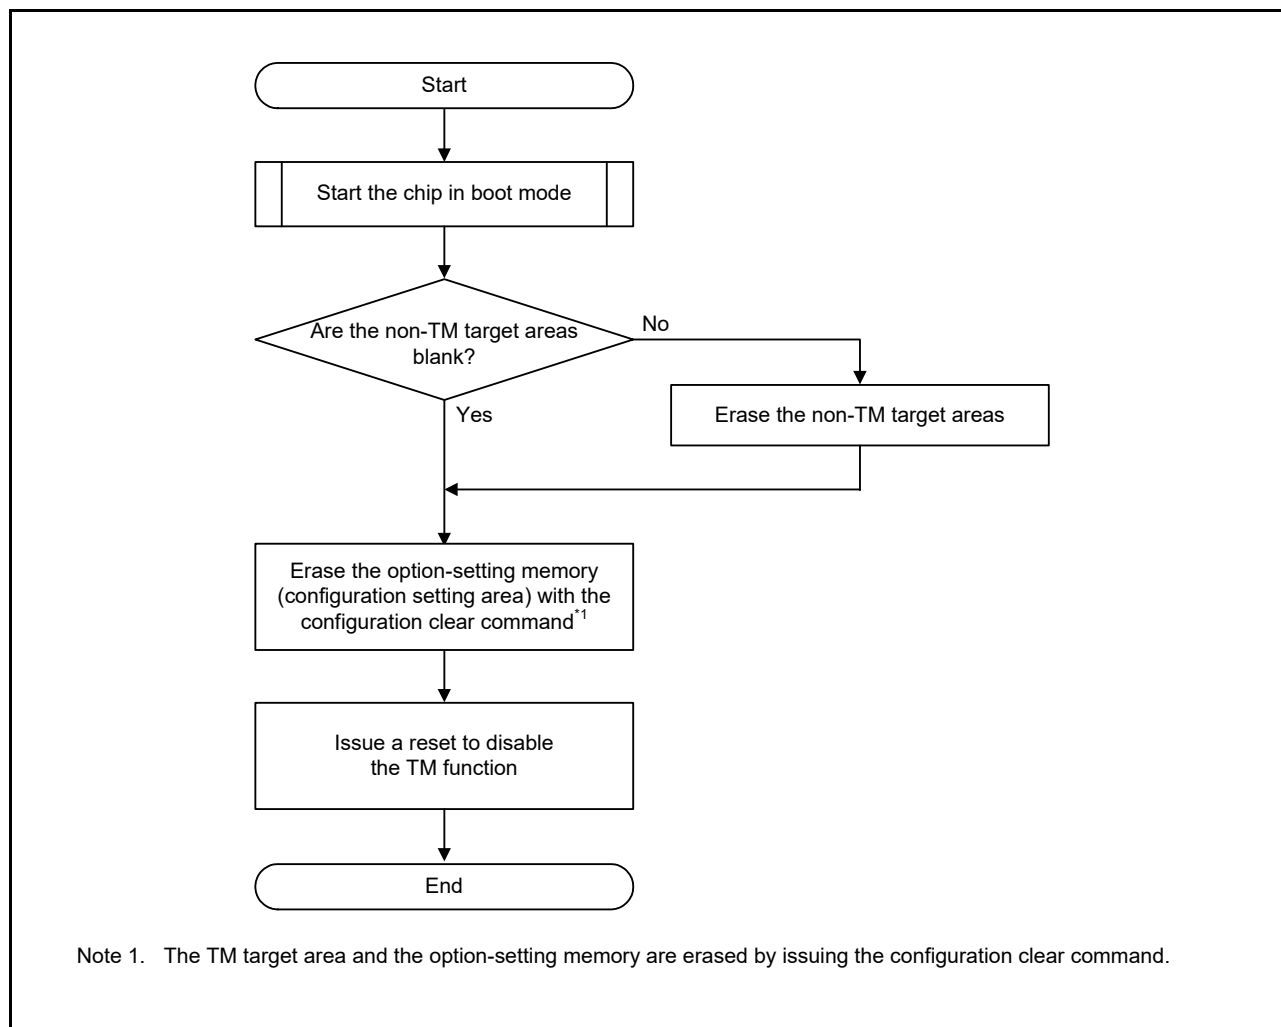 Start
Start the chip in boot mode
Are the non-TM target areas
blank?
No
Yes
Erase the non-TM target areas
Erase the option-setting memory
(configuration setting area) with the
configuration clear command*1
Issue a reset to disable
the TM function
End
Note 1. The TM target area and the option-setting memory are erased by issuing the configuration clear command.